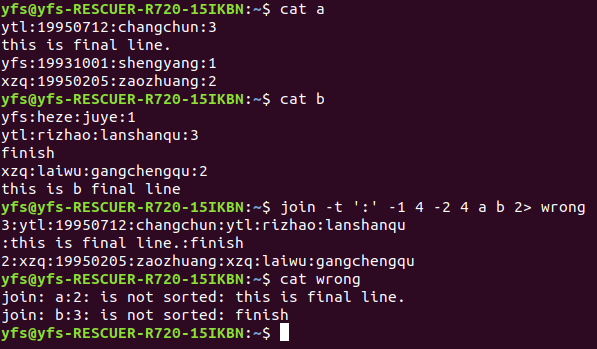 yfs@yfs-RESCUER-R720-15IKBN:~$ cat a
ytl:19950712:changchun:3
this is final line.
yfs:19931001:shengyang:1
xzq:19950205:zaozhuang:2
yfs@yfs-RESCUER-R720-15IKBN:~$ cat b
yfs:heze:juye:1
ytl:rizhao:lanshanqu:3
finish
xzq:laiwu:gangchengqu:2
this is b final line
yfs@yfs-RESCUER-R720-15IKBN:~$ join -t ':' -1 4 -2 4 a b 2> wrong
3:ytl:19950712:changchun:ytl:rizhao:lanshanqu
:this is final line.:finish
2:xzq:19950205:zaozhuang:xzq:laiwu:gangchengqu
yfs@yfs-RESCUER-R720-15IKBN:~$ cat wrong
join: a:2: is not sorted: this is final line.
join: b:3: is not sorted: finish
yfs@yfs-RESCUER-R720-15IKBN:~$